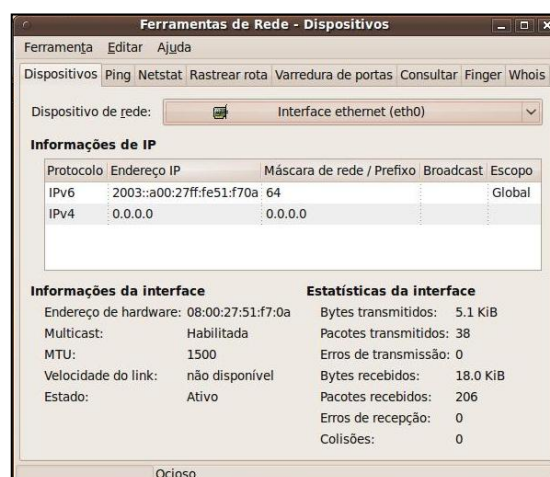 Ferramentas de Rede - Dispositivos
Ferramenta Editar Ajuda
Dispositivos Ping Netstat Rastrear rota Varredura de portas Consultar Finger Whois
Dispositivo de rede: Interface ethernet (eth0)
Informações de IP
Protocolo Endereço IP Máscara de rede / Prefixo Broadcast Escopo
IPv6 2003::a00:27ff:fe51:f70a 64 Global
IPv4 0.0.0.0 0.0.0.0
Informações da interface
Endereço de hardware: 08:00:27:51:f7:0a
Multicast: Habilitada
MTU: 1500
Velocidade do link: não disponível
Estado: Ativo
Estatísticas da interface
Bytes transmitidos: 5.1 KiB
Pacotes transmitidos: 38
Erros de transmissão: 0
Bytes recebidos: 18.0 KiB
Pacotes recebidos: 206
Erros de recepção: 0
Colisões: 0
Ocioso